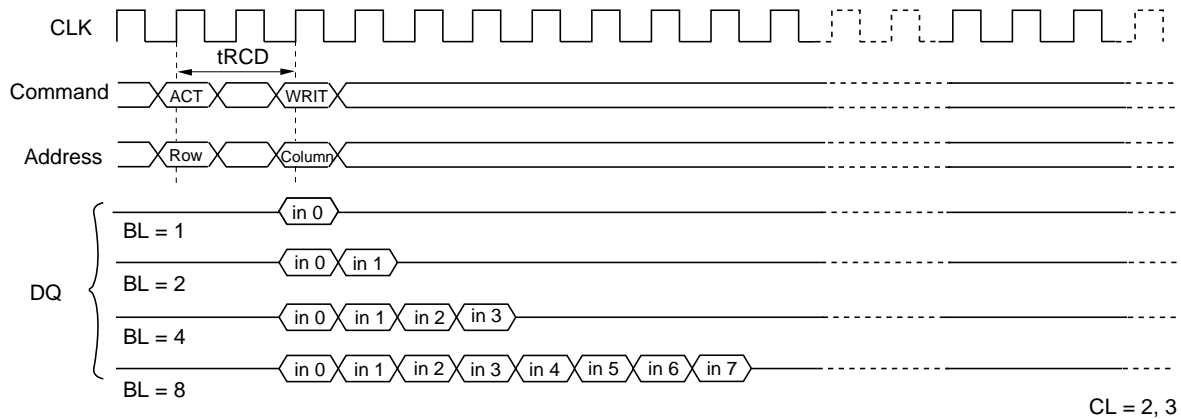 CLK
tRCD
Command ACT WRIT
Address Row Column
in 0
BL = 1
in 0 in 1
BL = 2
DQ
in 0 in 1 in 2 in 3
BL = 4
in 0 in 1 in 2 in 3 in 4 in 5 in 6 in 7
BL = 8
CL = 2, 3